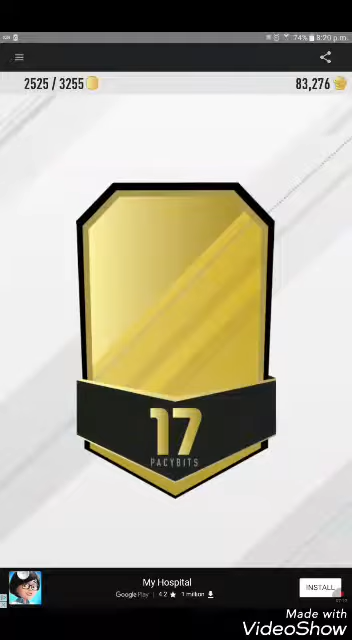 74% 8:20 p.m.
2525 / 3255
83,276
17
PACYBITS
My Hospital
Google Play | 4.2 ★ | 1 million
INSTALL
Made with
VideoShow